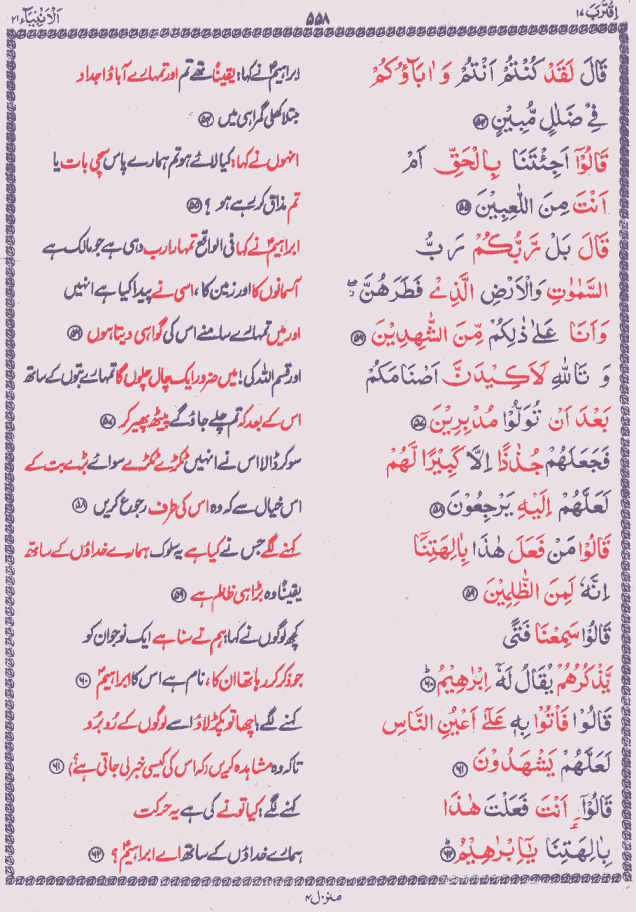 اِقْتَرَبَ ١٧
۵۵۸
اَلْاَنْۢبِیَآء ٢١
قَالَ لَقَدْ كُنْتُمْ اَنْتُمْ وَ اٰبَآؤُكُمْ
ابراہیمؑ نے کہا: یقیناً تھے تم اور تمہارے آباؤ اجداد
فِیْ ضَلٰلٍ مُّبِیْنٍ ﴿۵۴﴾
مبتلا کھلی گمراہی میں ﴿۵۴﴾
قَالُوْۤا اَجِئْتَنَا بِالْحَقِّ اَمْ
انہوں نے کہا: کیا لائے ہو تم ہمارے پاس سچی بات یا
اَنْتَ مِنَ اللّٰعِبِیْنَ ﴿۵۵﴾
تم مذاق کر رہے ہو ؟ ﴿۵۵﴾
قَالَ بَلْ رَّبُّكُمْ رَبُّ
ابراہیمؑ نے کہا فی الواقع تمہارا رب وہی ہے جو مالک ہے
السَّمٰوٰتِ وَالْاَرْضِ الَّذِیْ فَطَرَهُنَّ ۖ
آسمانوں کا اور زمین کا، اسی نے پیدا کیا ہے انہیں
وَاَنَا عَلٰی ذٰلِكُمْ مِّنَ الشّٰهِدِیْنَ ﴿۵۶﴾
اور میں تمہارے سامنے اس کی گواہی دیتا ہوں ﴿۵۶﴾
وَ تَاللّٰهِ لَاَكِیْدَنَّ اَصْنَامَكُمْ
اور قسم اللہ کی! میں ضرور ایک چال چلوں گا تمہارے بتوں کے ساتھ
بَعْدَ اَنْ تُوَلُّوْا مُدْبِرِیْنَ ﴿۵۷﴾
اس کے بعد کہ تم چلے جاؤ گے پیٹھ پھیر کر ﴿۵۷﴾
فَجَعَلَهُمْ جُذٰذًا اِلَّا كَبِیْرًا لَّهُمْ
سو کر ڈالا اس نے انہیں ٹکڑے ٹکڑے سوائے بڑے بت کے
لَعَلَّهُمْ اِلَیْهِ یَرْجِعُوْنَ ﴿۵۸﴾
اس خیال سے کہ وہ اس کی طرف رجوع کریں ﴿۵۸﴾
قَالُوْا مَنْ فَعَلَ هٰذَا بِاٰلِهَتِنَاۤ
کہنے لگے جس نے کیا ہے یہ سلوک ہمارے خداؤں کے ساتھ
اِنَّهٗ لَمِنَ الظّٰلِمِیْنَ ﴿۵۹﴾
یقیناً وہ بڑا ہی ظالم ہے ﴿۵۹﴾
قَالُوْا سَمِعْنَا فَتًی
کچھ لوگوں نے کہا ہم نے سنا ہے ایک نوجوان کو
یَّذْكُرُهُمْ یُقَالُ لَهٗۤ اِبْرٰهِیْمُ ﴿۶۰﴾ؕ
جو ذکر کر رہا تھا ان کا، نام ہے اس کا ابراہیمؑ ﴿۶۰﴾
قَالُوْا فَاْتُوْا بِهٖ عَلٰۤی اَعْیُنِ النَّاسِ
کہنے لگے! اچھا تو پکڑ لاؤ اسے لوگوں کے رُو برُو
لَعَلَّهُمْ یَشْهَدُوْنَ ﴿۶۱﴾
تاکہ وہ مشاہدہ کریں (کہ اس کی کیسی خبر لی جاتی ہے؟) ﴿۶۱﴾
قَالُوْۤا ءَ اَنْتَ فَعَلْتَ هٰذَا
کہنے لگے! کیا تو نے کی ہے یہ حرکت
بِاٰلِهَتِنَا یٰۤاِبْرٰهِیْمُ ﴿۶۲﴾ؕ
ہمارے خداؤں کے ساتھ اے ابراہیمؑ ؟ ﴿۶۲﴾
منزل ۴